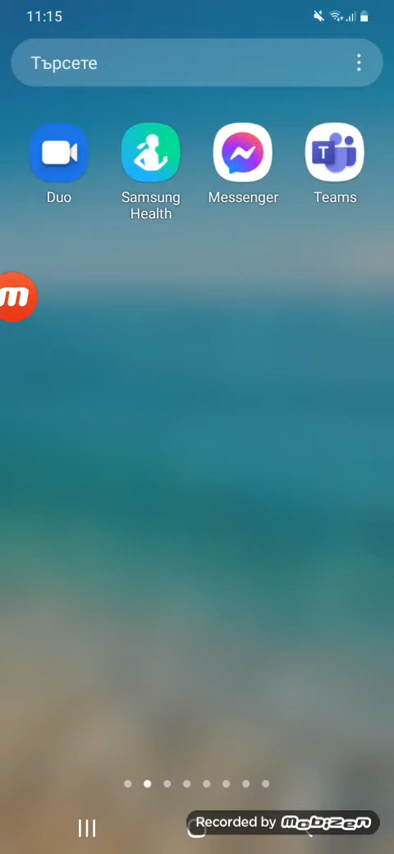 11:15
Търсете
Duo
Samsung
Health
Messenger
T
Teams
m
Recorded by mobizen